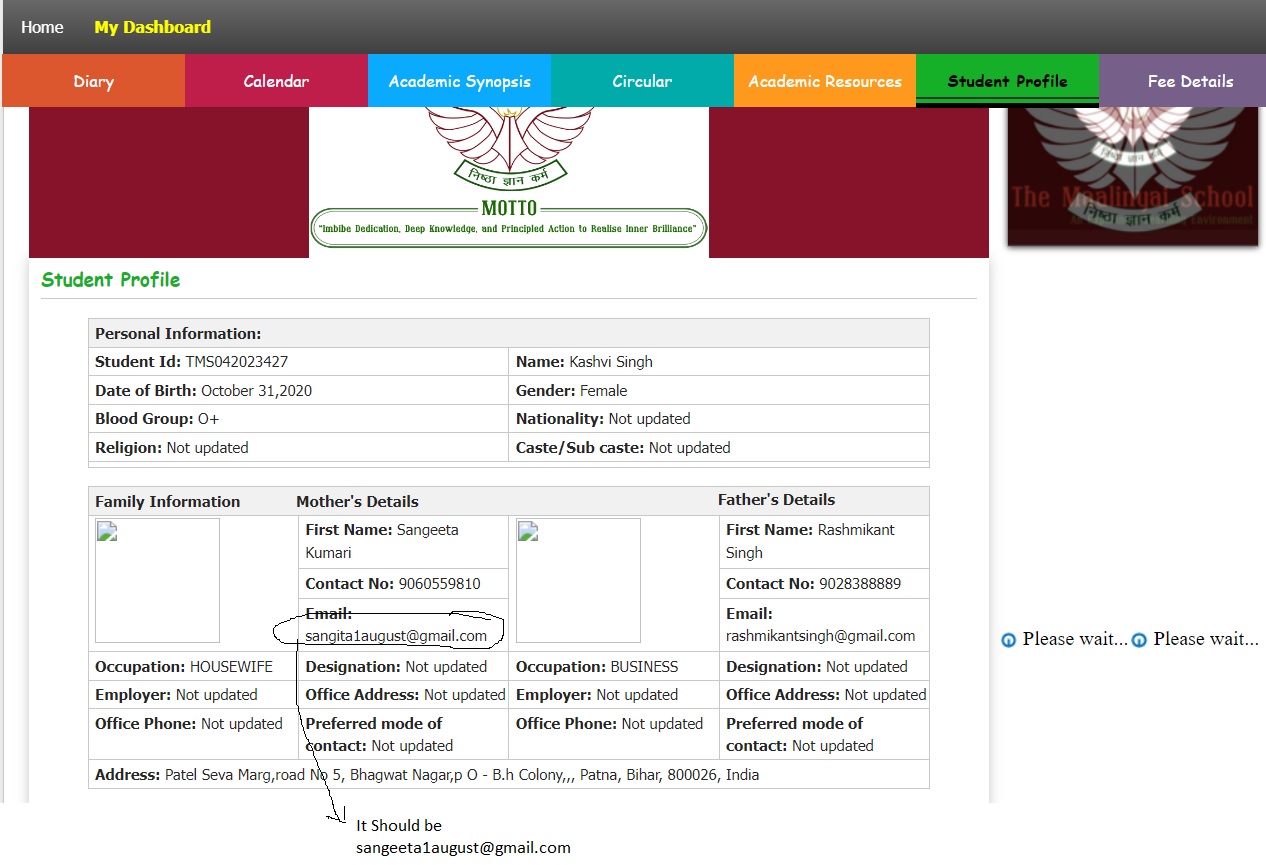 Home My Dashboard
Diary Calendar Academic Synopsis Circular Academic Resources Student Profile Fee Details
निष्ठा ज्ञान कर्म
MOTTO
"Imbibe Dedication, Deep Knowledge, and Principled Action to Realise Inner Brilliance"
निष्ठा ज्ञान कर्म
The Maalinyai School
निष्ठा ज्ञान कर्म
Environment
Student Profile
Personal Information:
Student Id: TMS042023427 Name: Kashvi Singh
Date of Birth: October 31,2020 Gender: Female
Blood Group: O+ Nationality: Not updated
Religion: Not updated Caste/Sub caste: Not updated
Family Information Mother's Details Father's Details
First Name: Sangeeta
Kumari
Contact No: 9060559810
Email:
sangita1august@gmail.com
First Name: Rashmikant
Singh
Contact No: 9028388889
Email:
rashmikantsingh@gmail.com
Please wait... Please wait...
Occupation: HOUSEWIFE Designation: Not updated Occupation: BUSINESS Designation: Not updated
Employer: Not updated Office Address: Not updated Employer: Not updated Office Address: Not updated
Office Phone: Not updated Preferred mode of
contact: Not updated
Office Phone: Not updated Preferred mode of
contact: Not updated
Address: Patel Seva Marg,road No 5, Bhagwat Nagar,p O - B.h Colony,,, Patna, Bihar, 800026, India
It Should be
sangeeta1august@gmail.com